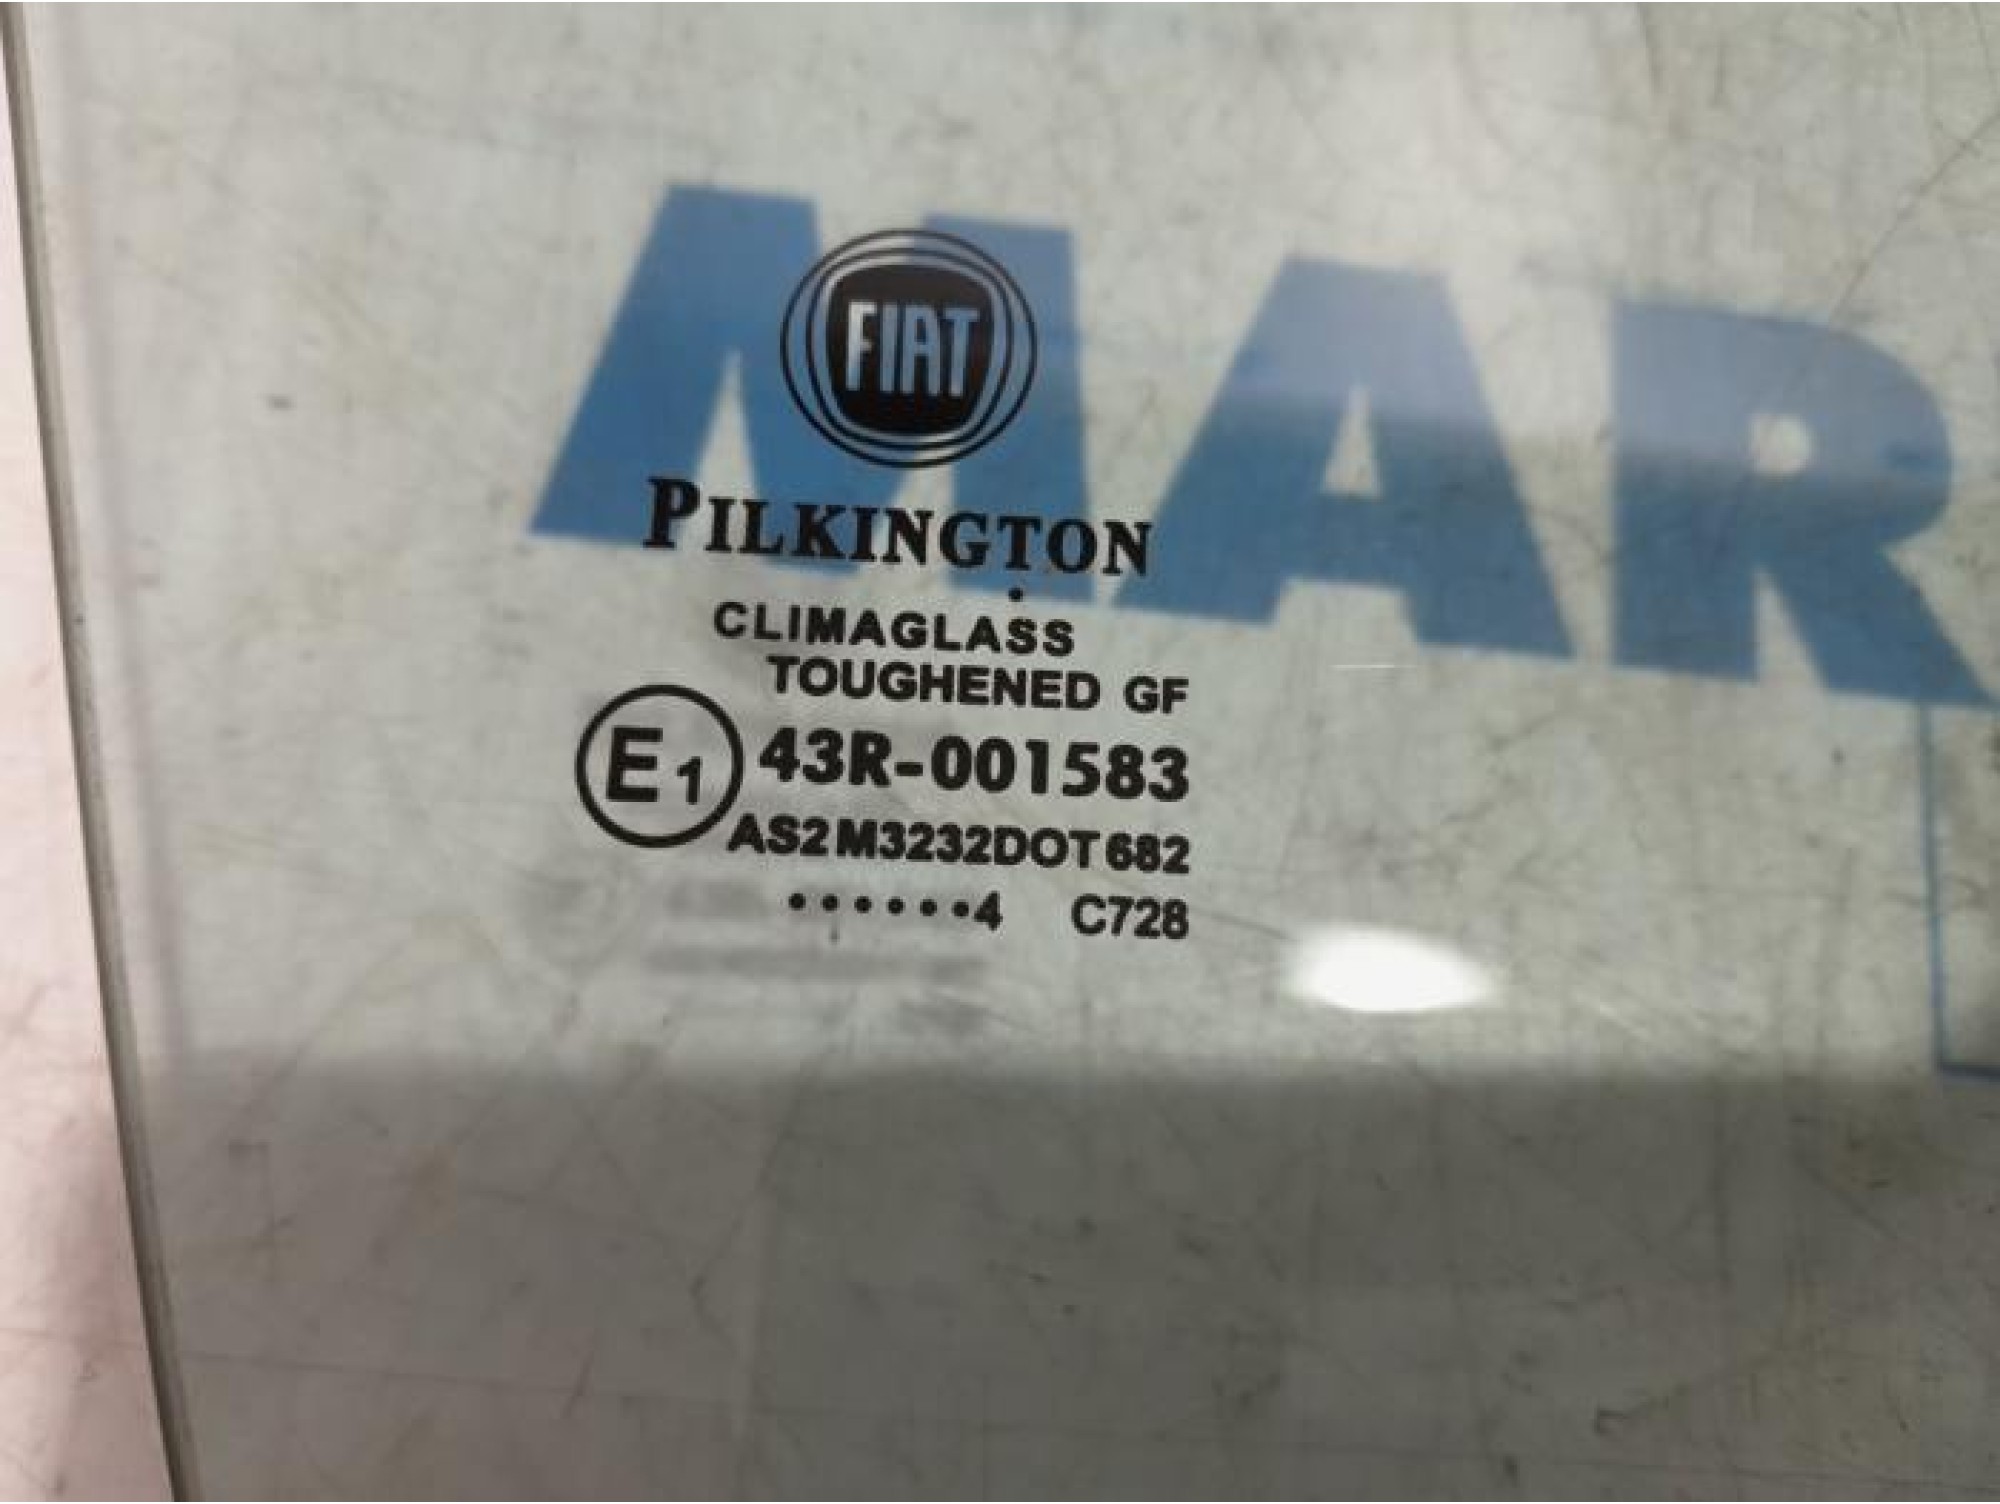 MAR
FIAT
PILKINGTON
CLIMAGLASS
TOUGHENED GF
E1 43R-001583
AS2 M3232DOT 682
••••••4 C728